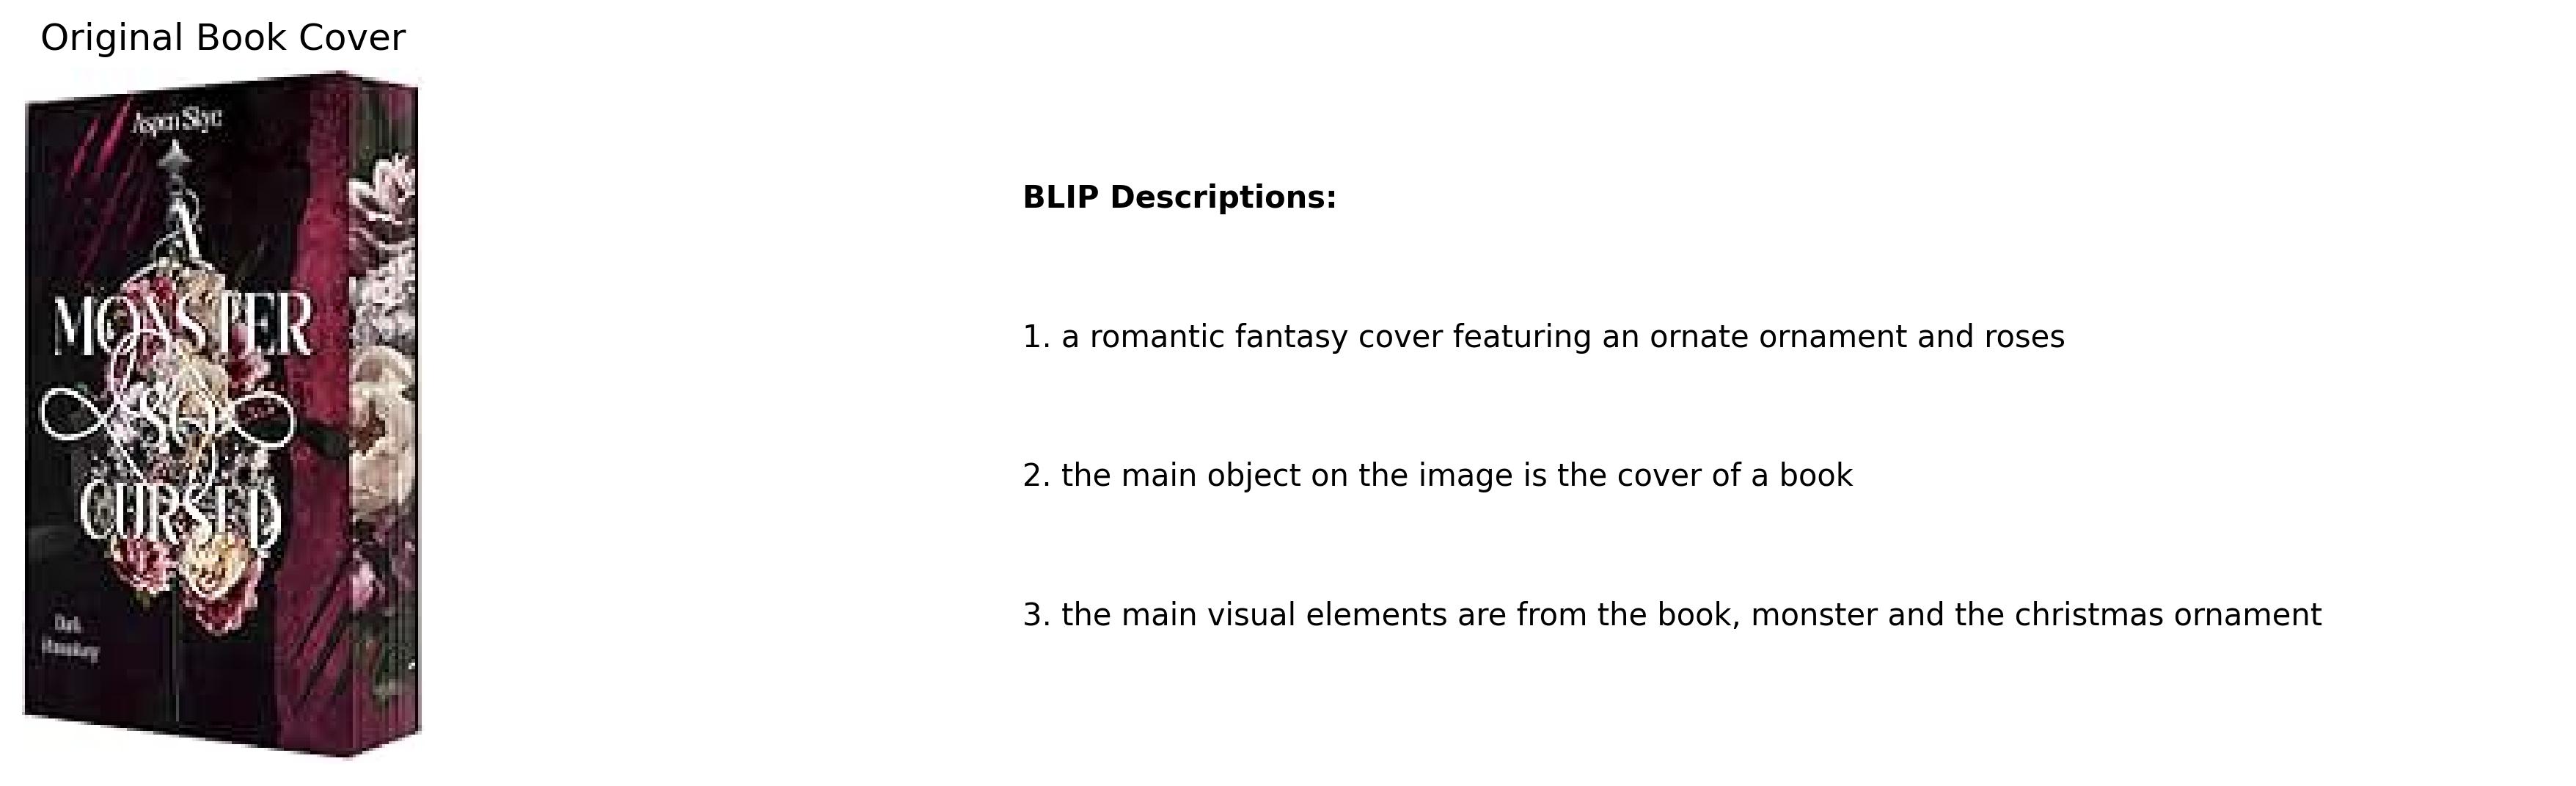 Original Book Cover
Aspen Skye
A
MONSTER
SO
CURSED
Dark
BLIP Descriptions:
1. a romantic fantasy cover featuring an ornate ornament and roses
2. the main object on the image is the cover of a book
3. the main visual elements are from the book, monster and the christmas ornament